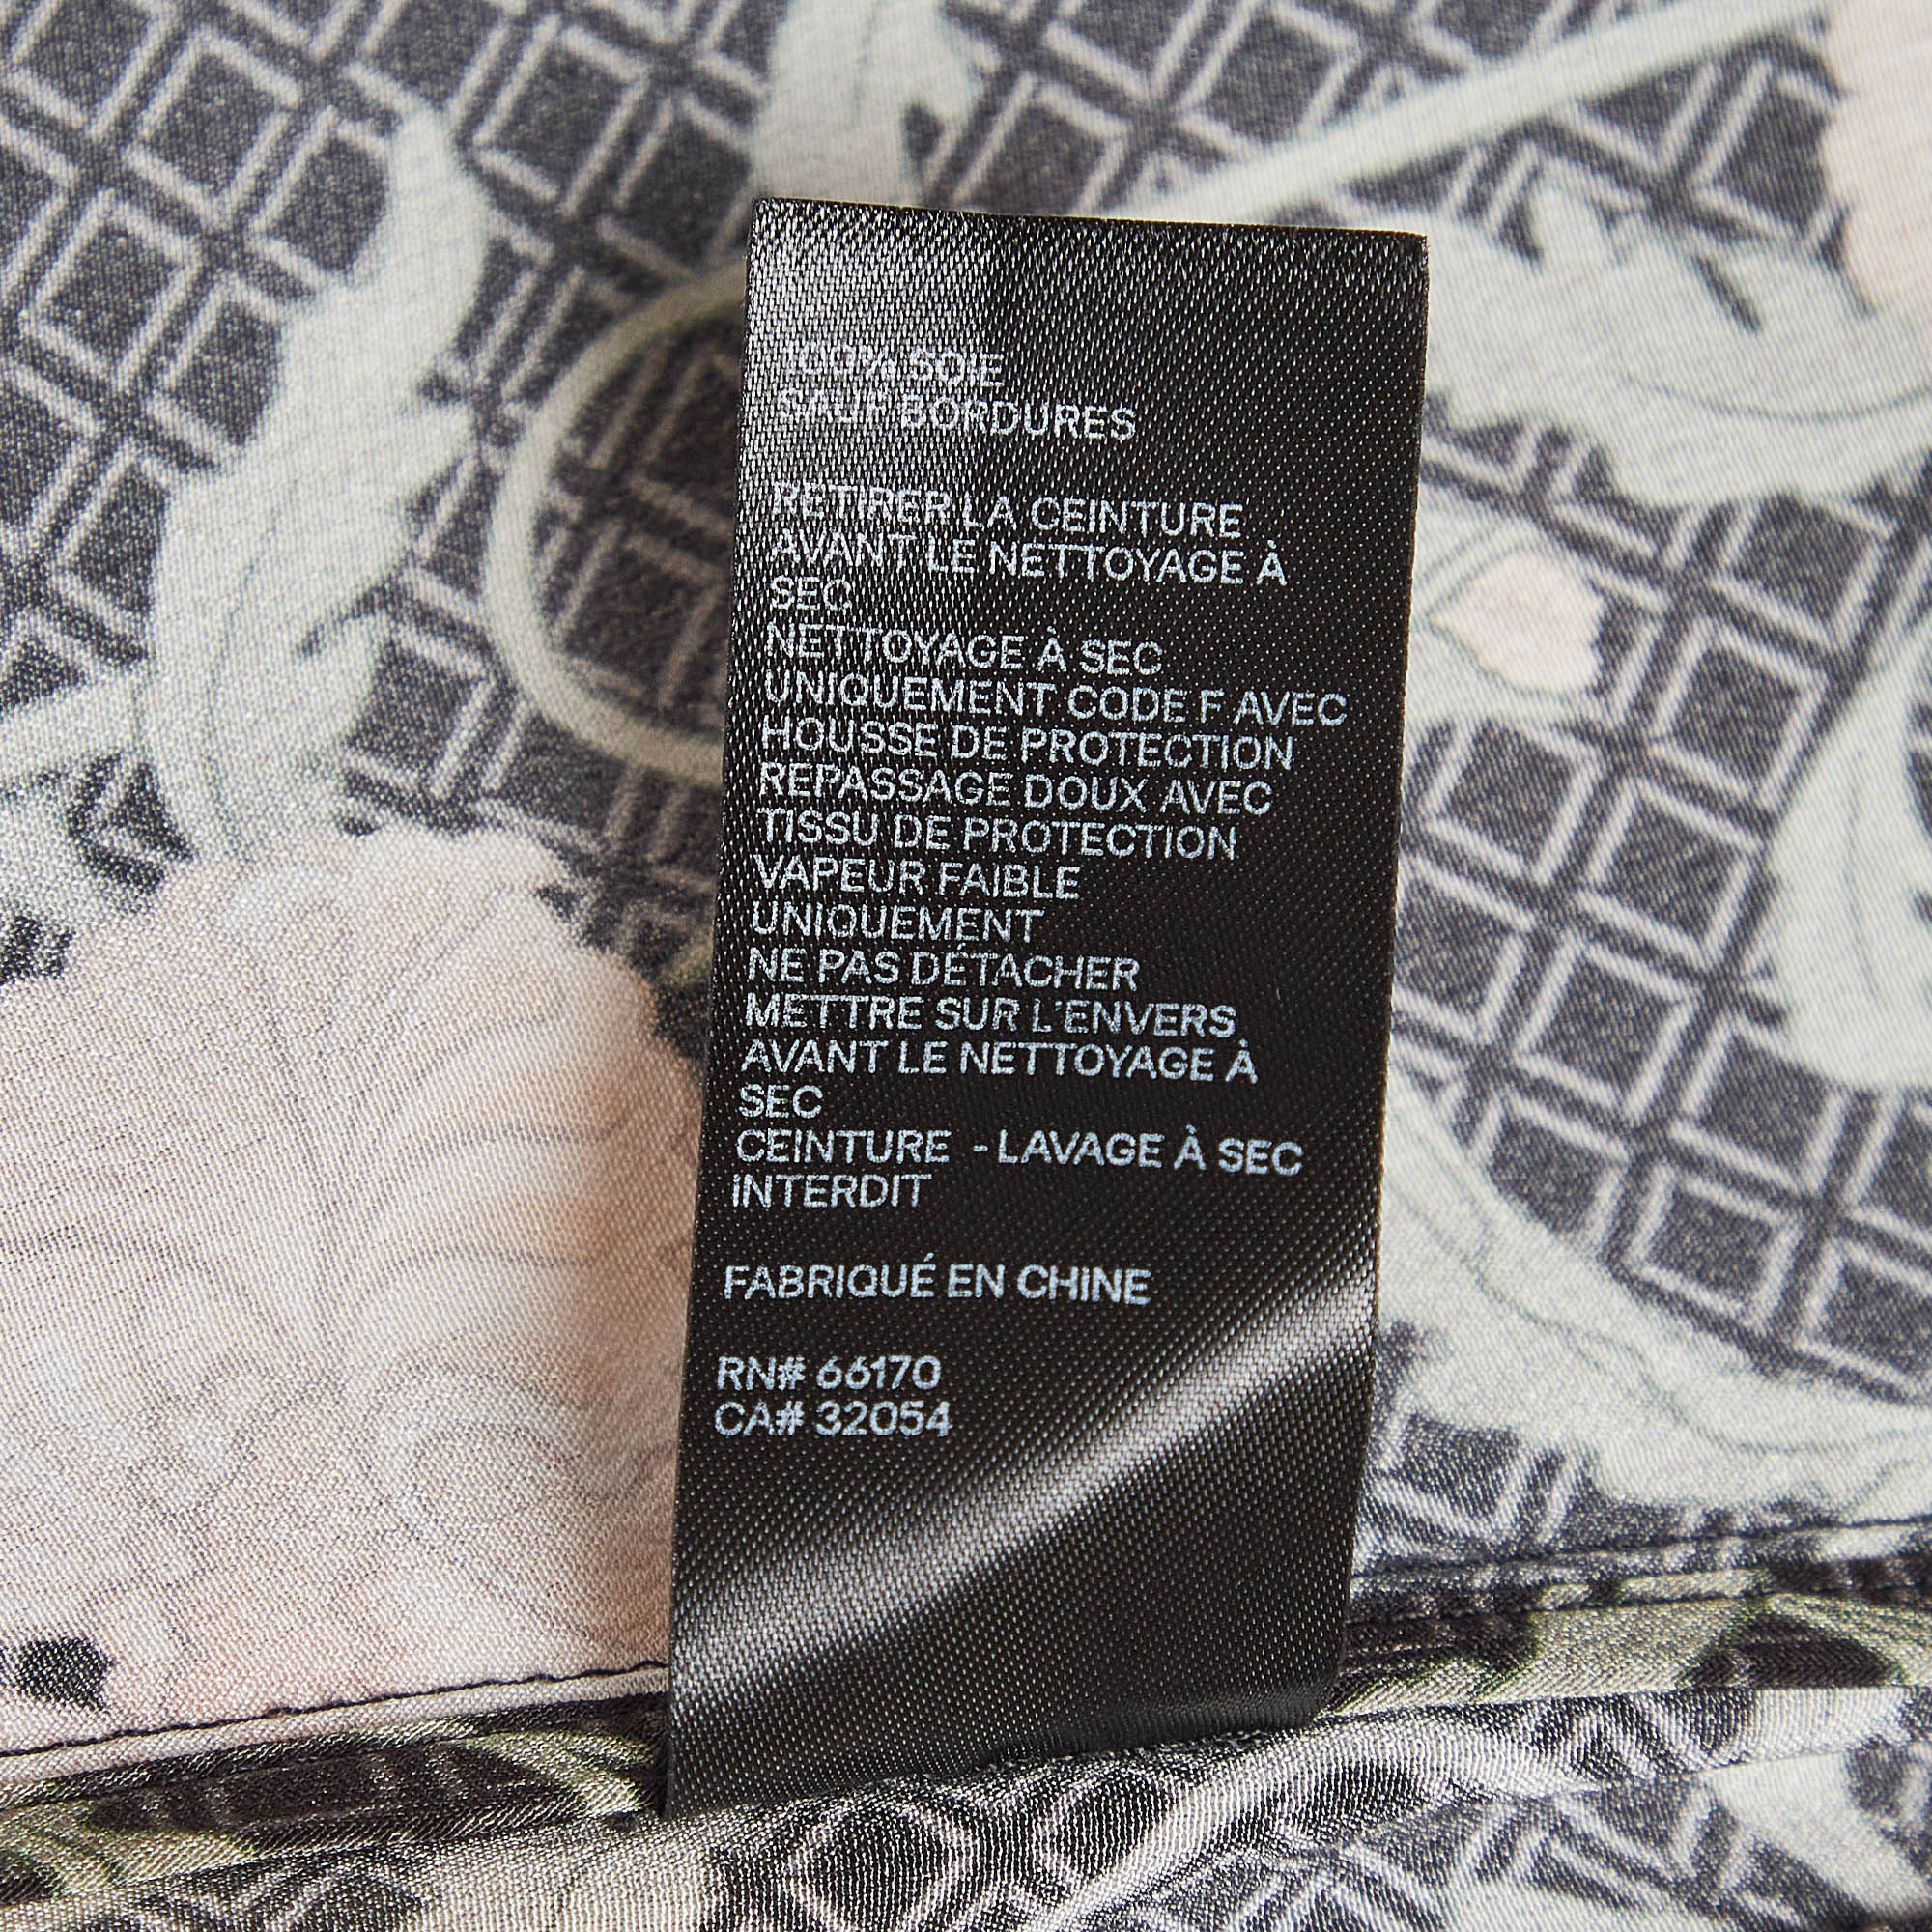 100% SOIE
SAUF BORDURES
RETIRER LA CEINTURE
AVANT LE NETTOYAGE À
SEC
NETTOYAGE À SEC
UNIQUEMENT CODE F AVEC
HOUSSE DE PROTECTION
REPASSAGE DOUX AVEC
TISSU DE PROTECTION
VAPEUR FAIBLE
UNIQUEMENT
NE PAS DÉTACHER
METTRE SUR L'ENVERS
AVANT LE NETTOYAGE À
SEC
CEINTURE - LAVAGE À SEC
INTERDIT
FABRIQUÉ EN CHINE
RN# 66170
CA# 32054